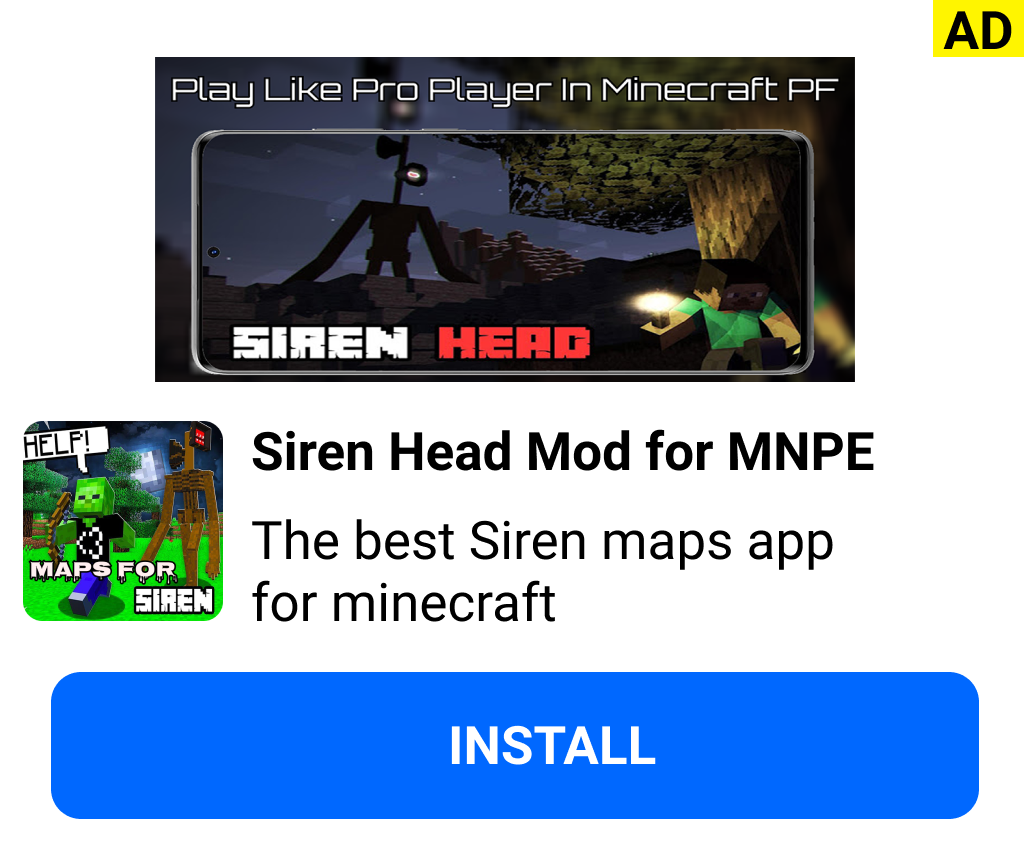 AD
Play Like Pro Player In Minecraft PF
SIREN HEAD
HELP!
MAPS FOR
SIREN
Siren Head Mod for MNPE
The best Siren maps app
for minecraft
INSTALL